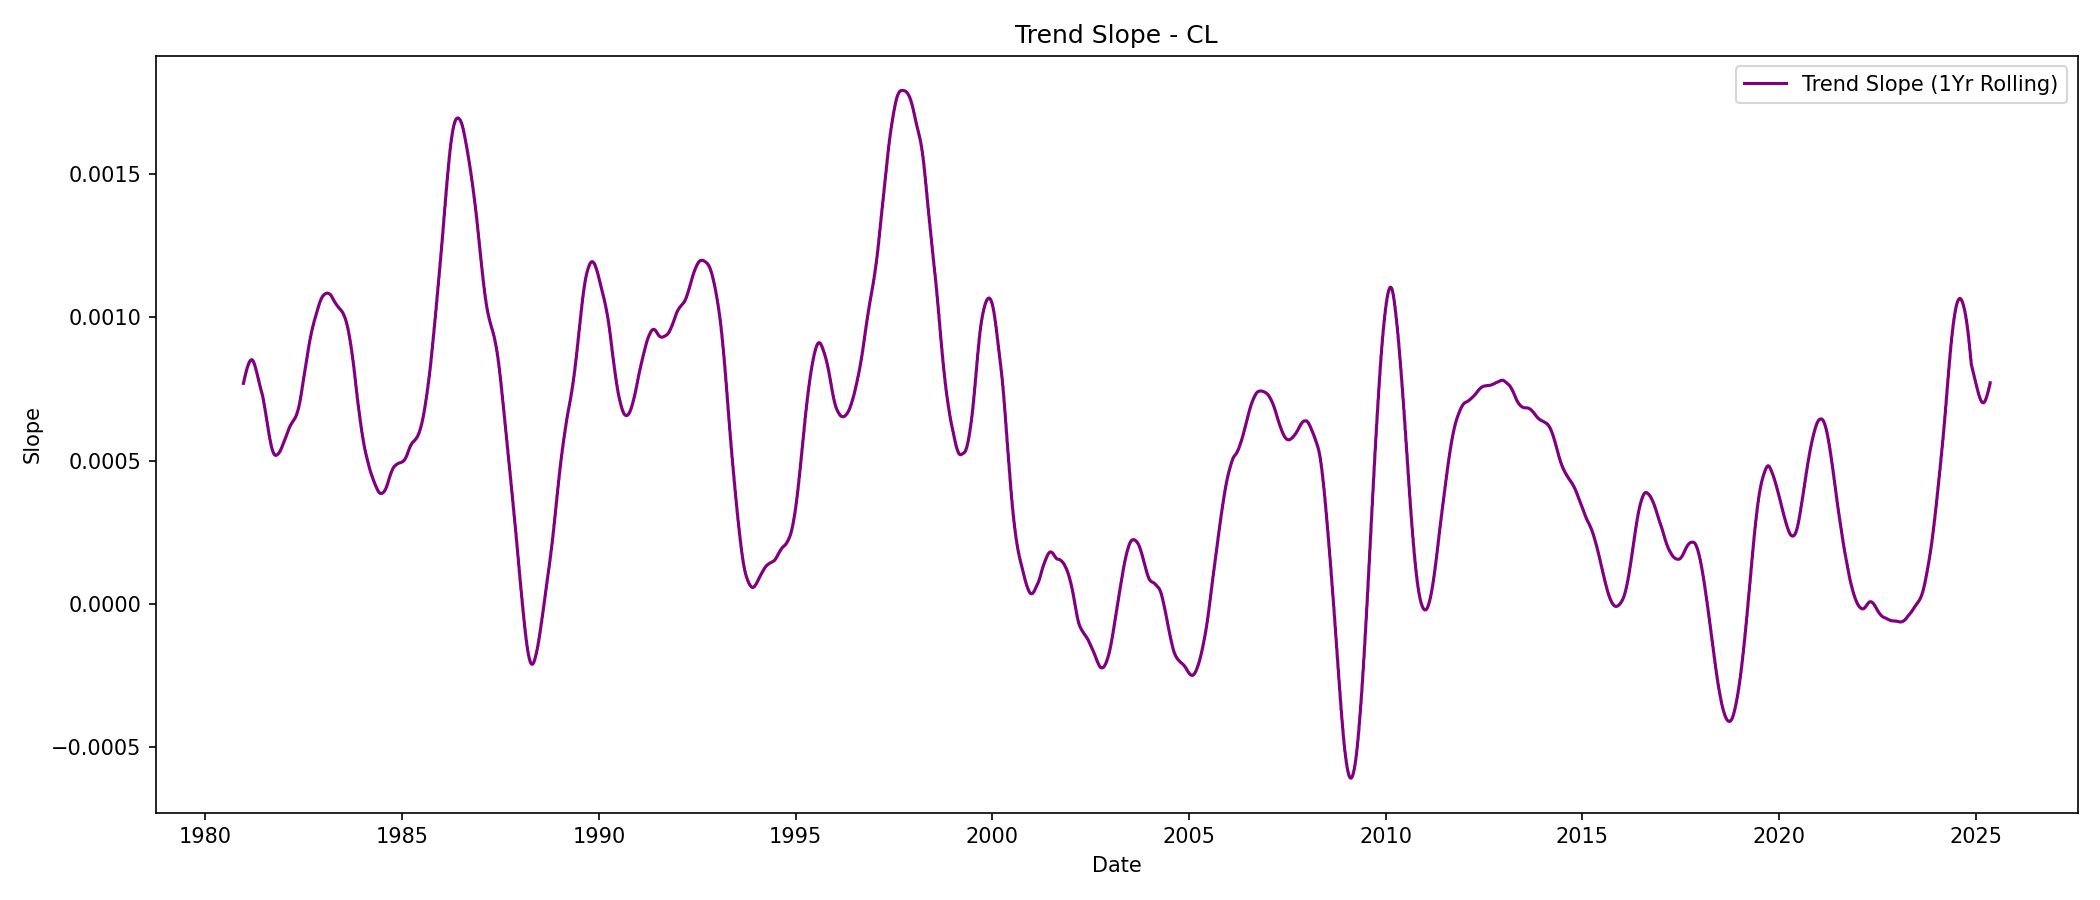 Trend Slope - CL
Trend Slope (1Yr Rolling)
0.0015
0.0010
0.0005
0.0000
−0.0005
Slope
1980 1985 1990 1995 2000 2005 2010 2015 2020 2025
Date